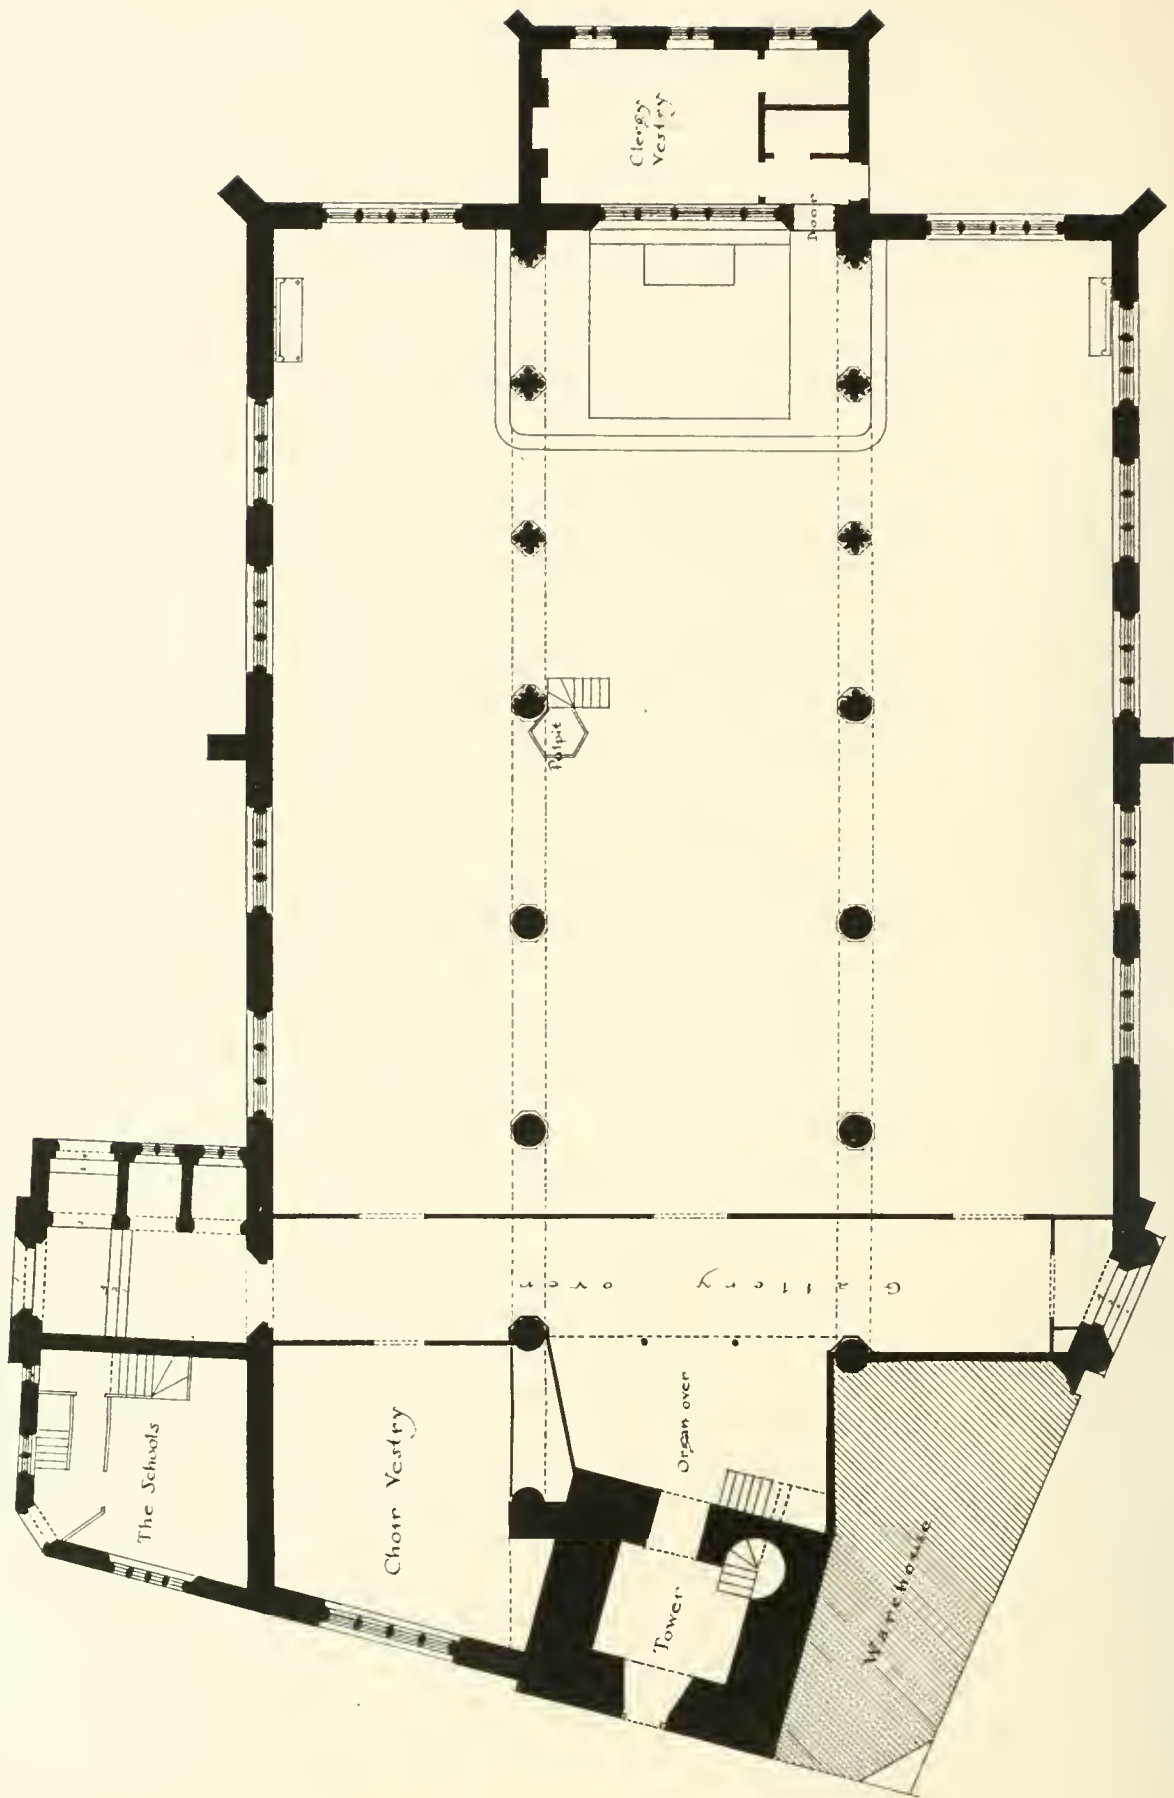 Clergy
Vestry
Door
Pulpit
Gallery over
The Schools
Choir Vestry
Organ over
Tower
Warehouse